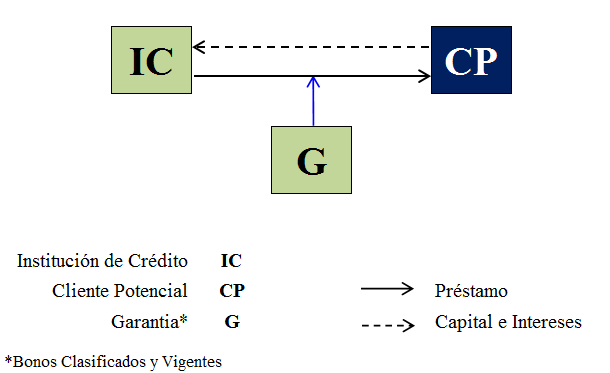 IC
CP
G
Institución de Crédito IC
Cliente Potencial CP Préstamo
Garantia* G Capital e Intereses
*Bonos Clasificados y Vigentes